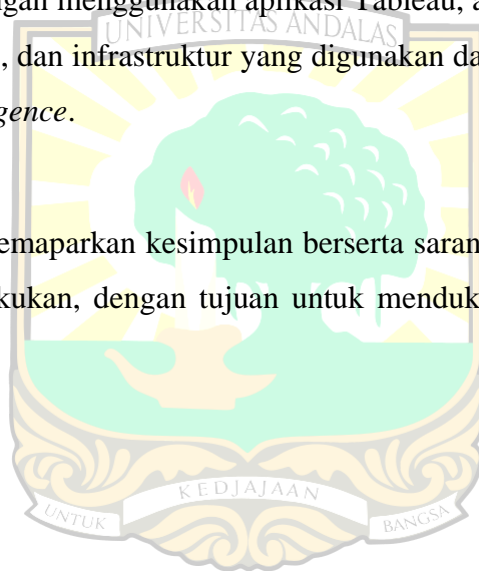 ngan menggunakan aplikasi Tableau, a
UNIVERSITAS ANDALAS
, dan infrastruktur yang digunakan da
gence.
emaparkan kesimpulan berserta saran
kukan, dengan tujuan untuk menduk
KEDJAJAAN
UNTUK
BANGSA